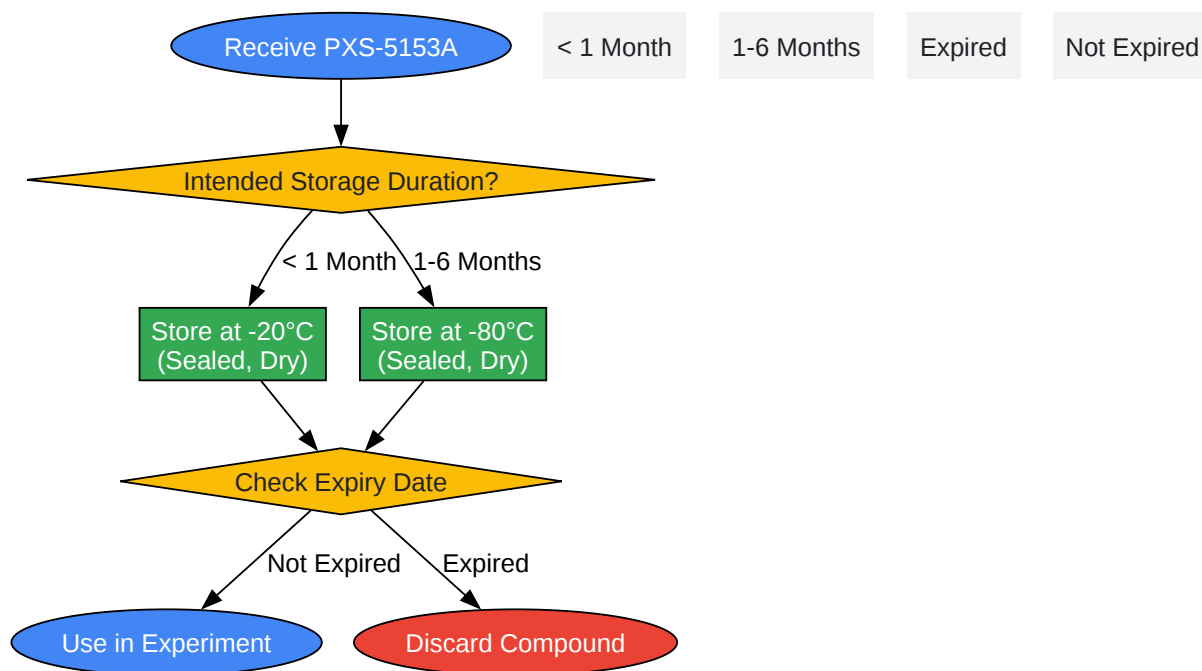 Receive PXS-5153A
< 1 Month
1-6 Months
Expired
Not Expired
Intended Storage Duration?
< 1 Month
1-6 Months
Store at -20°C
(Sealed, Dry)
Store at -80°C
(Sealed, Dry)
Check Expiry Date
Not Expired
Expired
Use in Experiment
Discard Compound